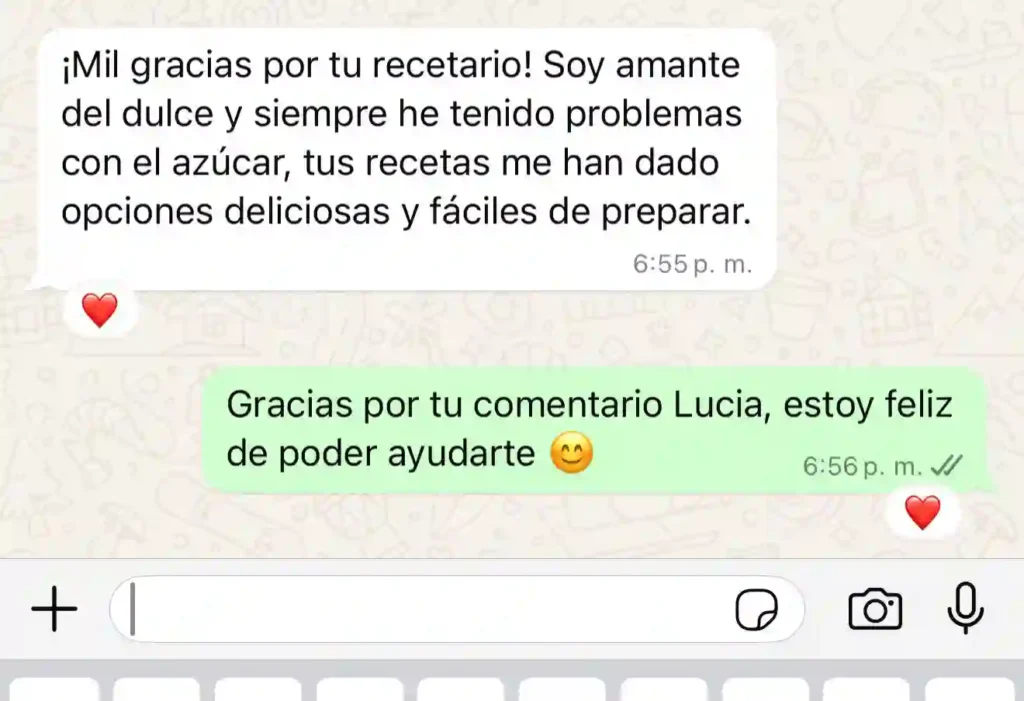 ¡Mil gracias por tu recetario! Soy amante
del dulce y siempre he tenido problemas
con el azúcar, tus recetas me han dado
opciones deliciosas y fáciles de preparar.
6:55 p. m.
Gracias por tu comentario Lucia, estoy feliz
de poder ayudarte 😊
6:56 p. m.